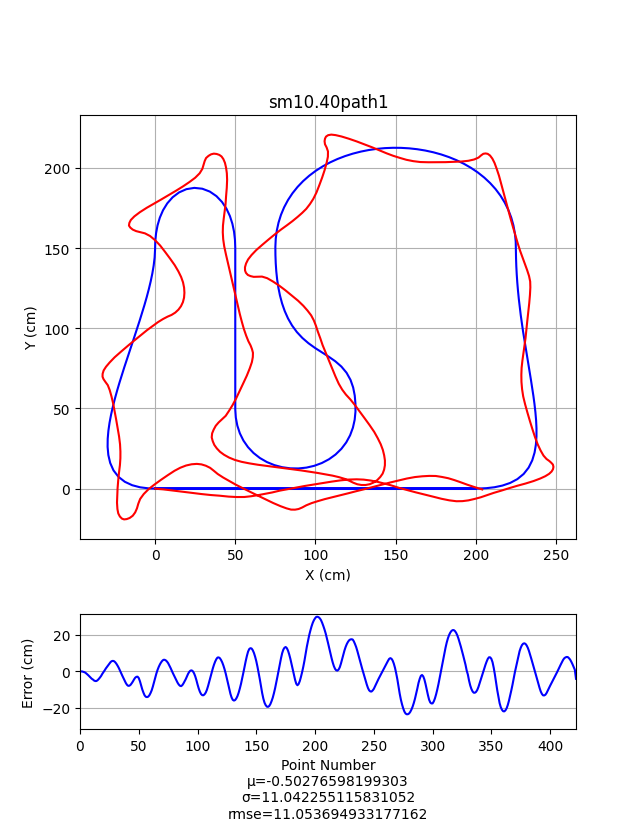 sm10.40path1
200
150
100
50
0
Y (cm)
0 50 100 150 200 250
X (cm)
20
0
−20
Error (cm)
0 50 100 150 200 250 300 350 400
Point Number
μ=-0.50276598199303
σ=11.042255115831052
rmse=11.053694933177162